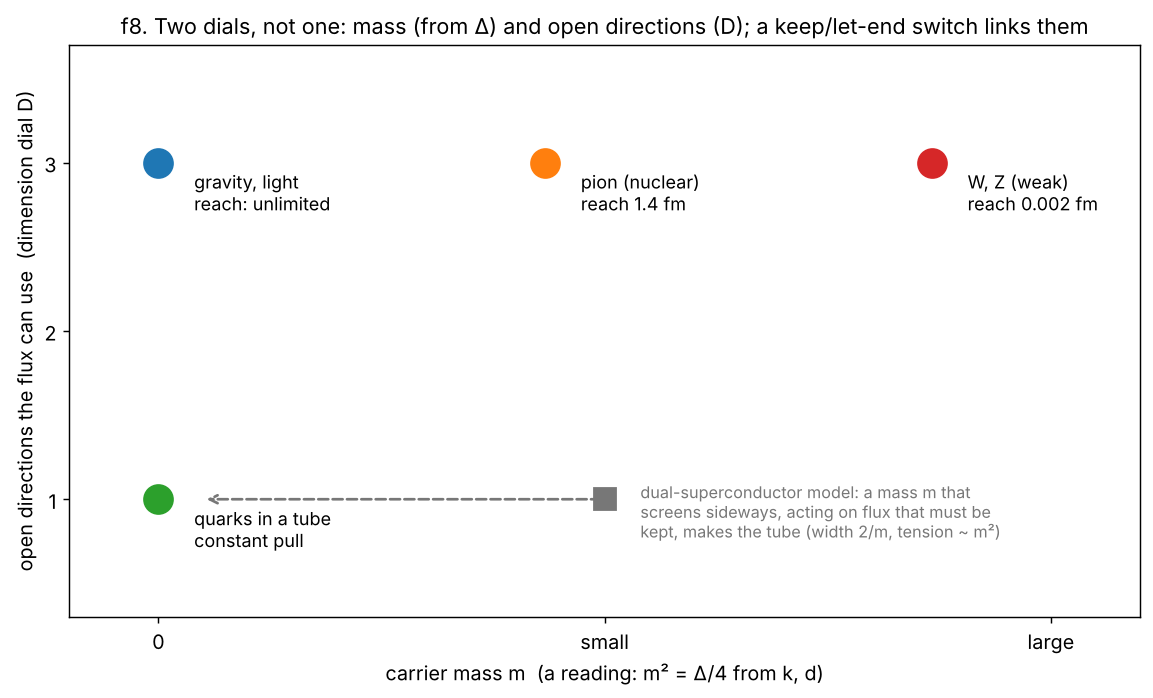 f8. Two dials, not one: mass (from Δ) and open directions (D); a keep/let-end switch links them
open directions the flux can use (dimension dial D)
3
2
1
gravity, light
reach: unlimited
pion (nuclear)
reach 1.4 fm
W, Z (weak)
reach 0.002 fm
quarks in a tube
constant pull
dual-superconductor model: a mass m that
screens sideways, acting on flux that must be
kept, makes the tube (width 2/m, tension ~ m²)
0
small
large
carrier mass m (a reading: m² = Δ/4 from k, d)